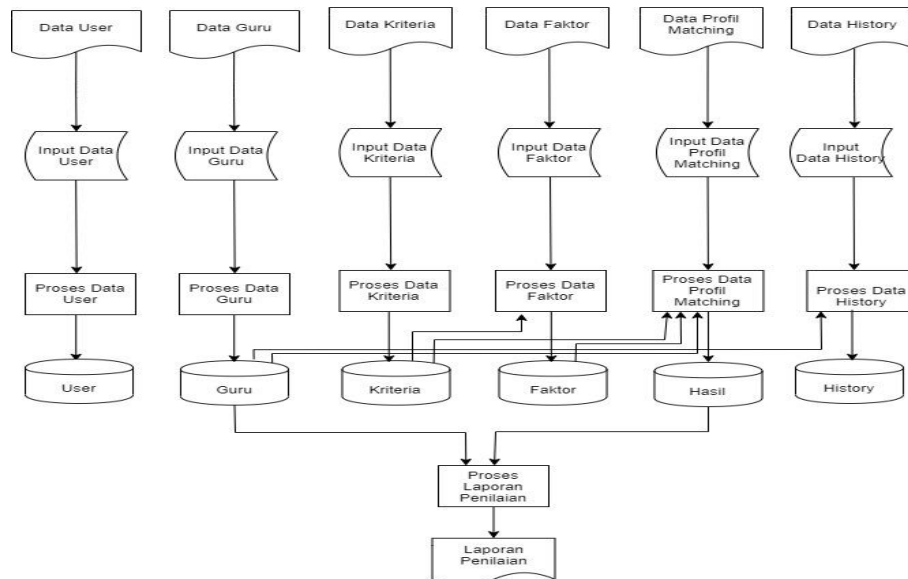 Data User
Data Guru
Data Kriteria
Data Faktor
Data Profil
Matching
Data History
Input Data
User
Input Data
Guru
Input Data
Kriteria
Input Data
Faktor
Input Data
Profil
Matching
Input
Data History
Proses Data
User
Proses Data
Guru
Proses Data
Kriteria
Proses Data
Faktor
Proses Data
Profil
Matching
Proses Data
History
User
Guru
Kriteria
Faktor
Hasil
History
Proses
Laporan
Penilaian
Laporan
Penilaian